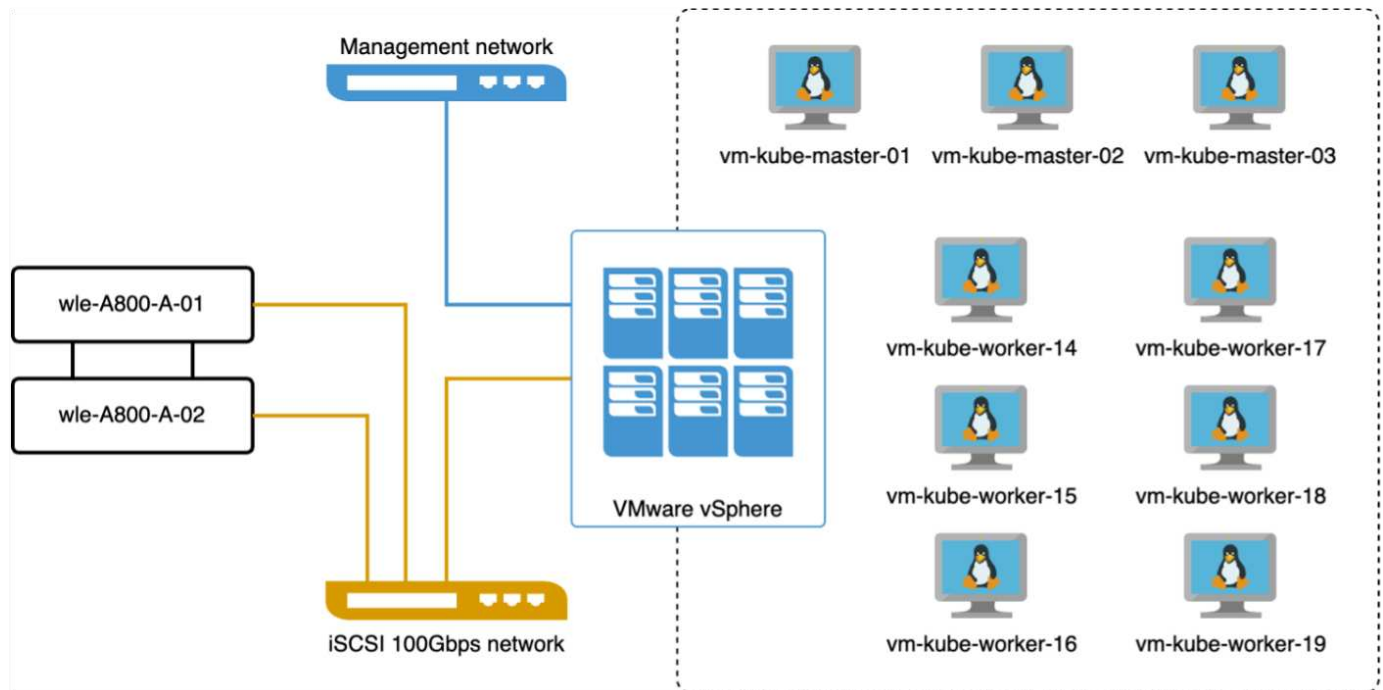 Management network
vm-kube-master-01
vm-kube-master-02
vm-kube-master-03
wle-A800-A-01
wle-A800-A-02
VMware vSphere
iSCSI 100Gbps network
vm-kube-worker-14
vm-kube-worker-17
vm-kube-worker-15
vm-kube-worker-18
vm-kube-worker-16
vm-kube-worker-19